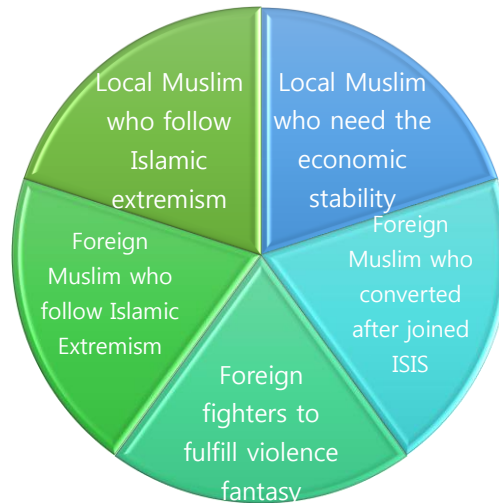 Local Muslim
who follow
Islamic
extremism
Local Muslim
who need the
economic
stability
Foreign
Muslim who
follow Islamic
Extremism
Foreign
Muslim who
converted
after joined
ISIS
Foreign
fighters to
fulfill violence
fantasy